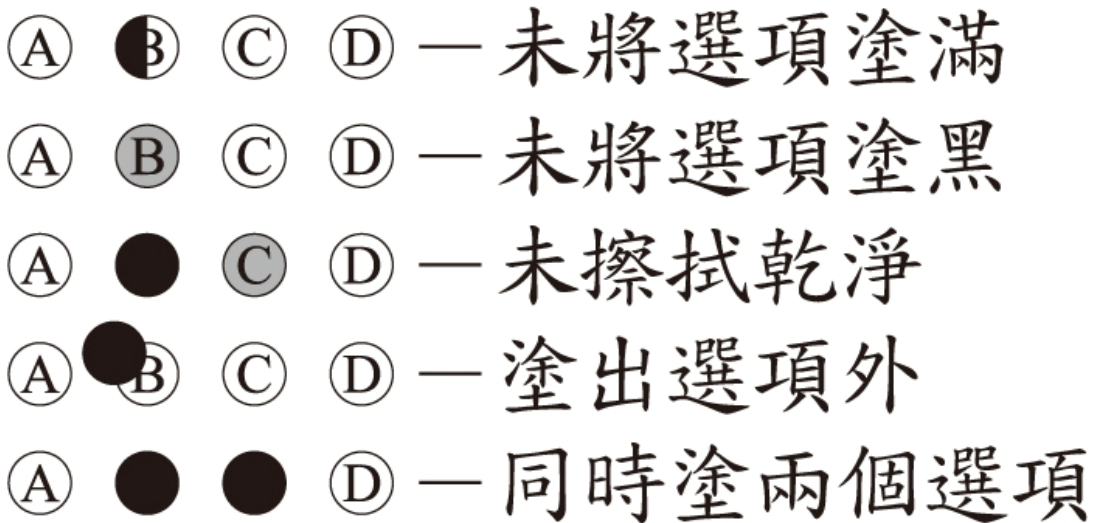 Ⓐ Ⓑ Ⓒ Ⓓ — 未將選項塗滿
Ⓐ Ⓑ Ⓒ Ⓓ — 未將選項塗黑
Ⓐ ● Ⓒ Ⓓ — 未擦拭乾淨
Ⓐ Ⓑ Ⓒ Ⓓ — 塗出選項外
Ⓐ ● ● Ⓓ — 同時塗兩個選項